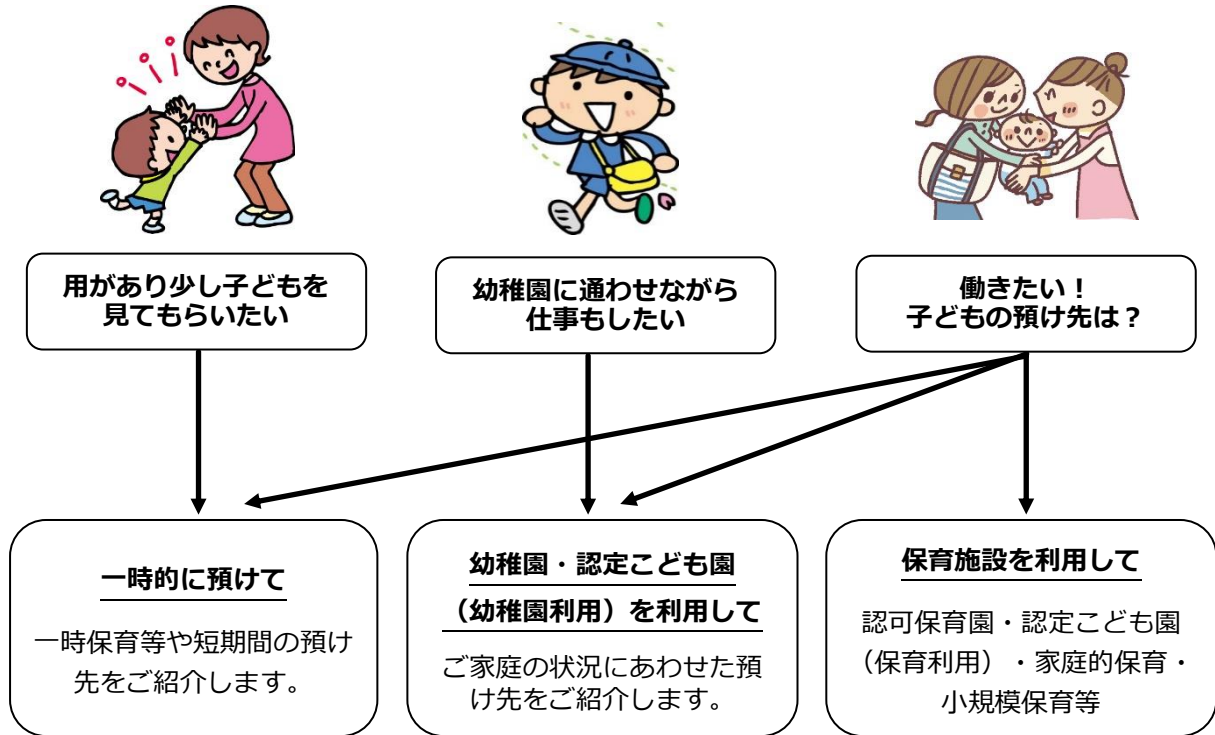 用があり少し子どもを
見てもらいたい
幼稚園に通わせながら
仕事もしたい
働きたい！
子どもの預け先は？
一時的に預けて
一時保育等や短期間の預け
先をご紹介します。
幼稚園・認定こども園
（幼稚園利用）を利用して
ご家庭の状況にあわせた預
け先をご紹介します。
保育施設を利用して
認可保育園・認定こども園
（保育利用）・家庭的保育・
小規模保育等